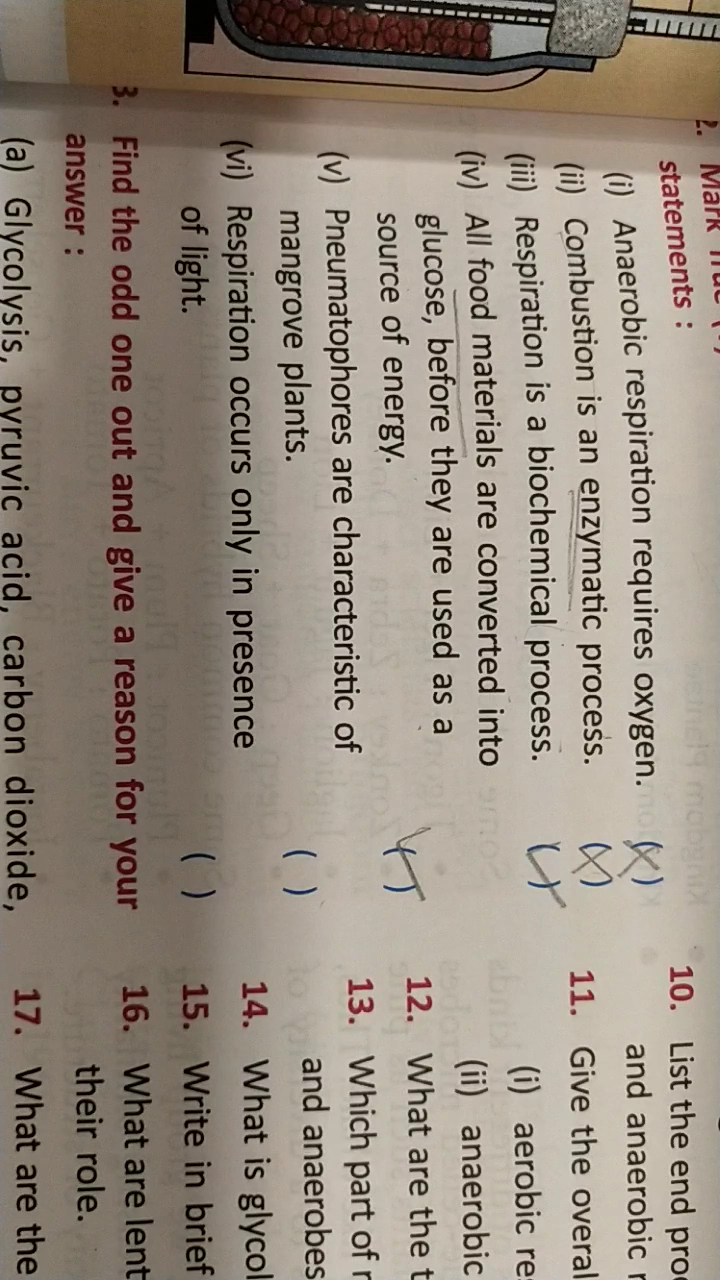 statements :
(i) Anaerobic respiration requires oxygen. (X)
(ii) Combustion is an enzymatic process. (X)
(iii) Respiration is a biochemical process. (✓)
(iv) All food materials are converted into
glucose, before they are used as a
source of energy. (✓)
(v) Pneumatophores are characteristic of
mangrove plants. ( )
(vi) Respiration occurs only in presence
of light. ( )
3. Find the odd one out and give a reason for your
answer :
(a) Glycolysis, pyruvic acid, carbon dioxide,
10. List the end
and anaerobic
11. Give the
(i) aerobic
(ii) anaerobic
12. What are the
13. Which part of
and anaerobes
14. What is
15. Write in brief
16. What are
their role.
17. What are the